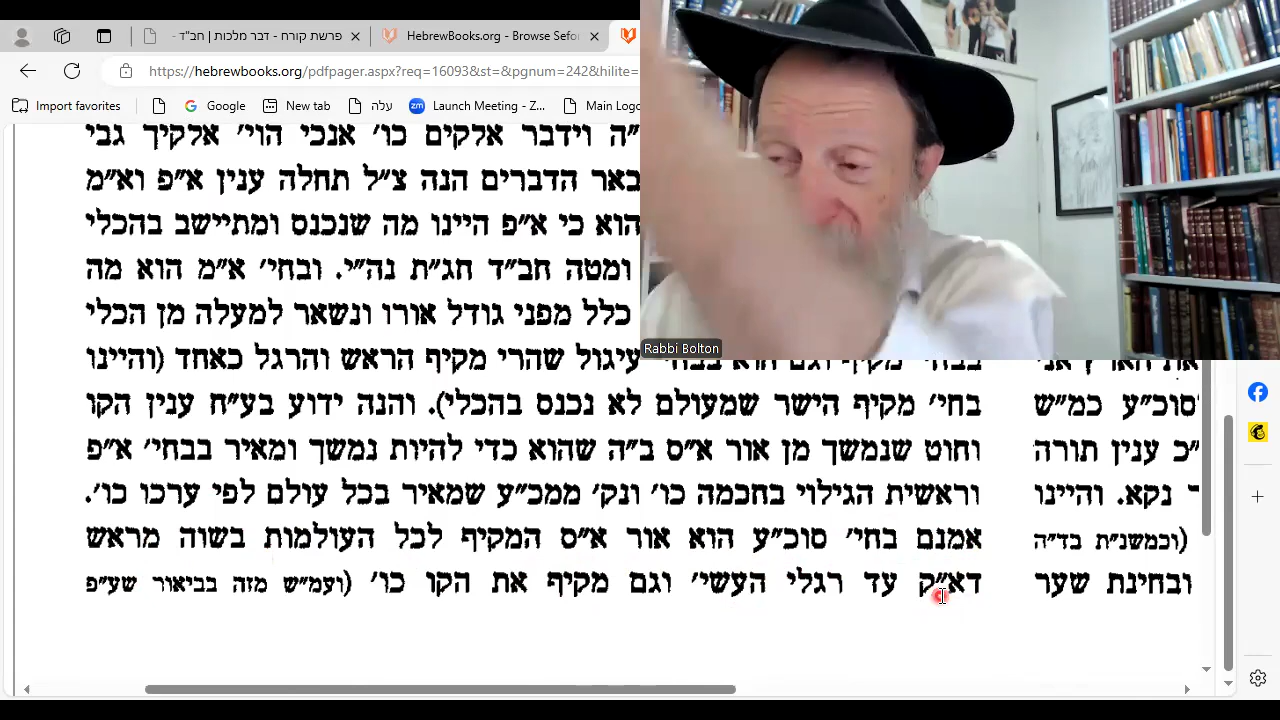 פרשת קורח - דבר מלכות | חב"ד -
HebrewBooks.org - Browse Sefor
https://hebrewbooks.org/pdfpager.aspx?req=16093&st=&pgnum=242&hilite=
Import favorites
Google
New tab
עלה
Launch Meeting - Z...
Main Logo
Rabbi Bolton
״ה וידבר אלקים כו׳ אנכי הוי׳ אלקיך גבי
באר הדברים הנה צ״ל תחלה ענין א״פ וא״מ
הוא כי א״פ היינו מה שנכנס ומתיישב בהכלי
ומטה חב״ד חג״ת נה״י. ובחי׳ א״מ הוא מה
כלל מפני גודל אורו ונשאר למעלה מן הכלי
עיגול שהרי מקיף הראש והרגל כאחד (והיינו
בחי׳ מקיף הישר שמעולם לא נכנס בהכלי). והנה ידוע בע״ח ענין הקו
וחוט שנמשך מן אור א״ס ב״ה שהוא כדי להיות נמשך ומאיר בבחי׳ א״פ
וראשית הגילוי בחכמה כו׳ ונק׳ ממכ״ע שמאיר בכל עולם לפי ערכו כו׳.
אמנם בחי׳ סוכ״ע הוא אור א״ס המקיף לכל העולמות בשוה מראש
דא״ק עד רגלי העשי׳ וגם מקיף את הקו כו׳ (ועמ״ש מזה בביאור שע״פ
סוכ״ע כמ״ש
״כ ענין תורה
ר נקא. והיינו
(וכמשנ״ת בד״ה
ובחינת שער